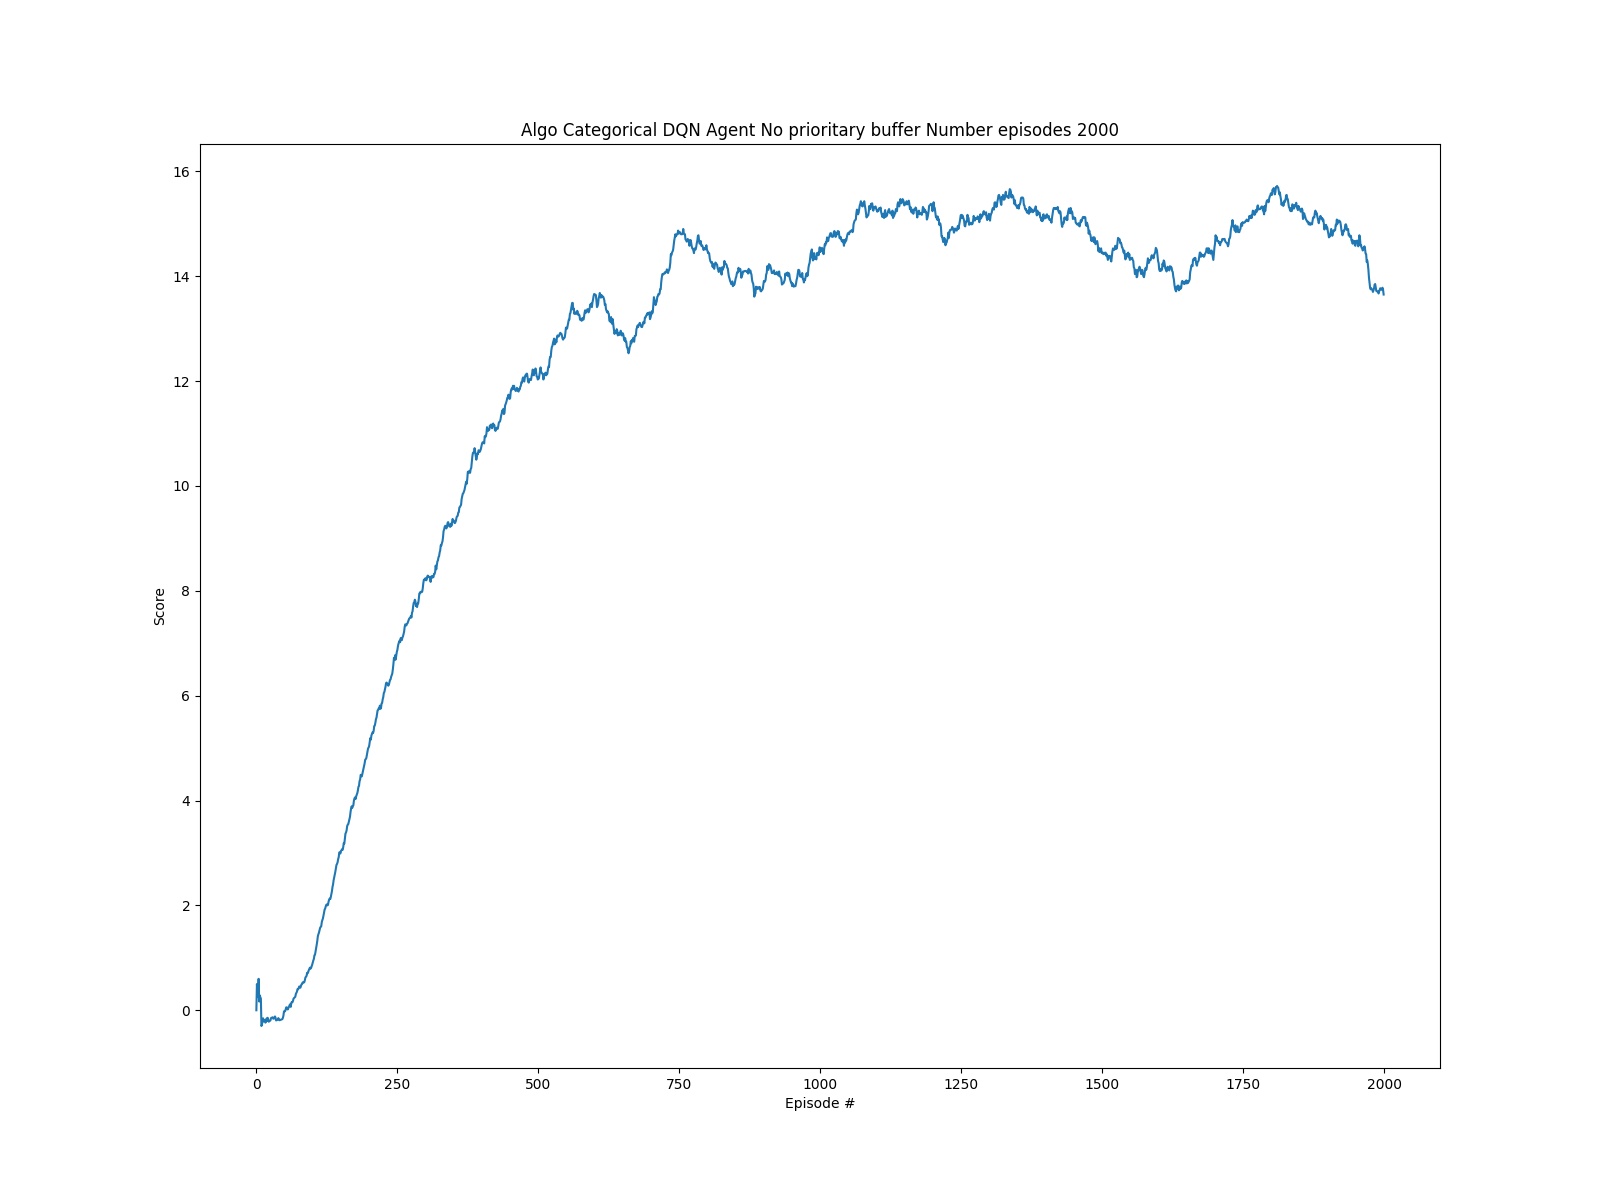 Algo Categorical DQN Agent No prioritary buffer Number episodes 2000
16
14
12
10
8
6
4
2
0
Score
0 250 500 750 1000 1250 1500 1750 2000
Episode #